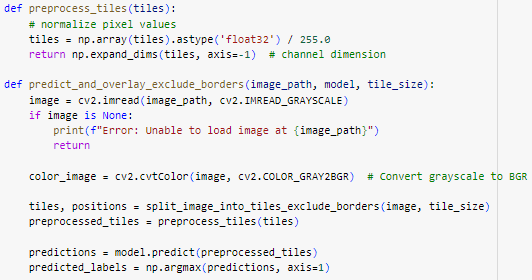 def preprocess_tiles(tiles):
    # normalize pixel values
    tiles = np.array(tiles).astype('float32') / 255.0
    return np.expand_dims(tiles, axis=-1)  # channel dimension

def predict_and_overlay_exclude_borders(image_path, model, tile_size):
    image = cv2.imread(image_path, cv2.IMREAD_GRAYSCALE)
    if image is None:
        print(f"Error: Unable to load image at {image_path}")
        return

    color_image = cv2.cvtColor(image, cv2.COLOR_GRAY2BGR)  # Convert grayscale to BGR

    tiles, positions = split_image_into_tiles_exclude_borders(image, tile_size)
    preprocessed_tiles = preprocess_tiles(tiles)

    predictions = model.predict(preprocessed_tiles)
    predicted_labels = np.argmax(predictions, axis=1)